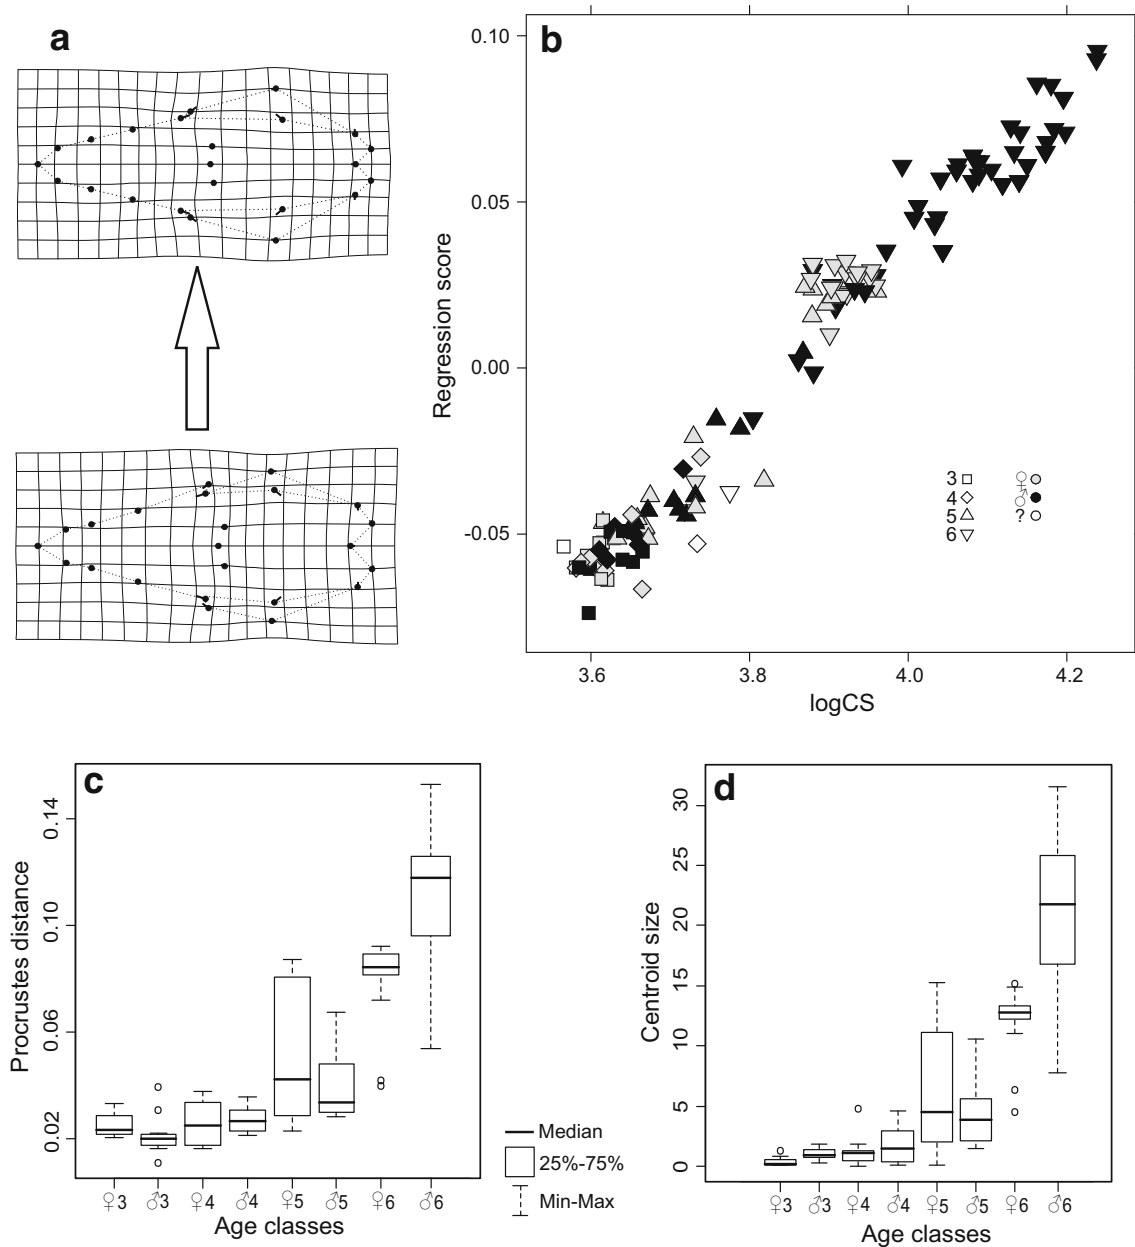 a
b
0.10
0.05
0.00
-0.05
Regression score
3.6 3.8 4.0 4.2
logCS
3 ♀
4 ♂
5 ?
6
c
0.14
0.10
0.06
0.02
Procrustes distance
♀3 ♂3 ♀4 ♂4 ♀5 ♂5 ♀6 ♂6
Age classes
Median
25%-75%
Min-Max
d
30
25
20
15
10
5
0
Centroid size
♀3 ♂3 ♀4 ♂4 ♀5 ♂5 ♀6 ♂6
Age classes